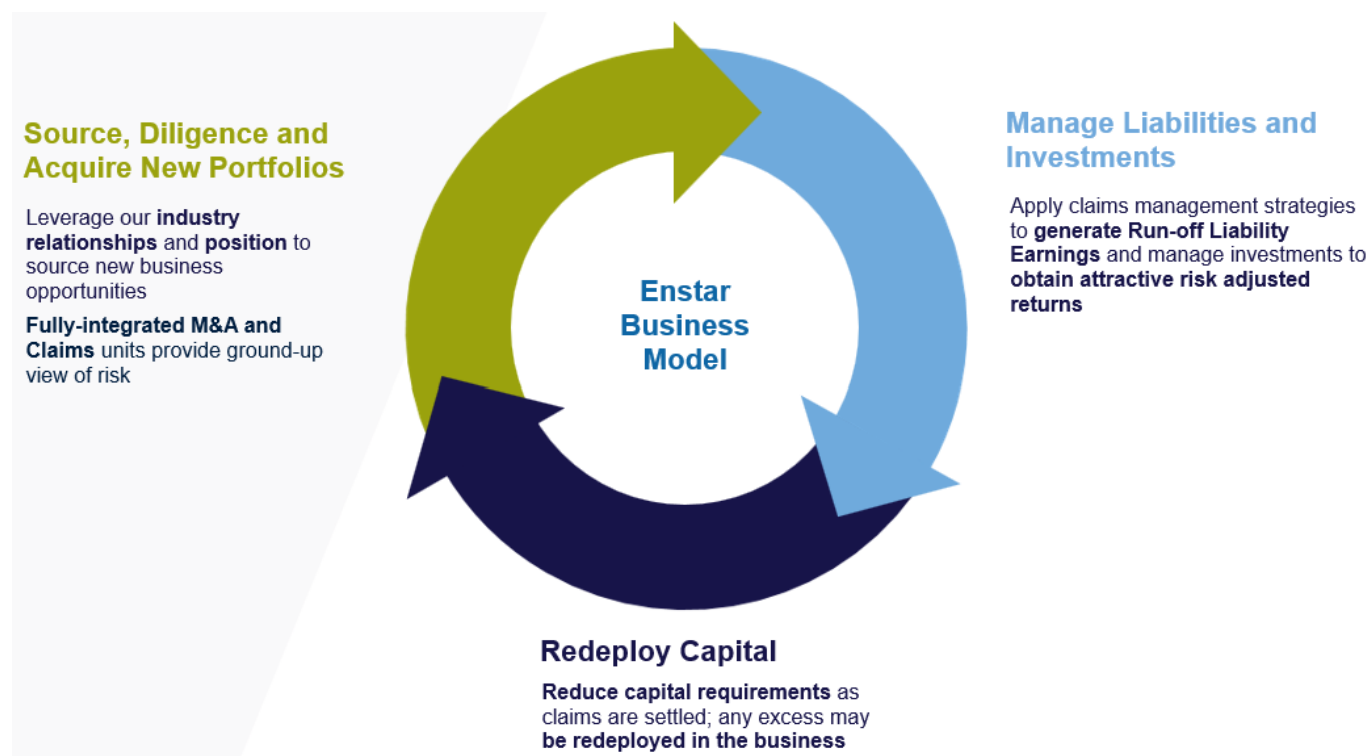 Source, Diligence and
Acquire New Portfolios
Leverage our industry
relationships and position to
source new business
opportunities
Fully-integrated M&A and
Claims units provide ground-up
view of risk
Enstar
Business
Model
Manage Liabilities and
Investments
Apply claims management strategies
to generate Run-off Liability
Earnings and manage investments to
obtain attractive risk adjusted
returns
Redeploy Capital
Reduce capital requirements as
claims are settled; any excess may
be redeployed in the business